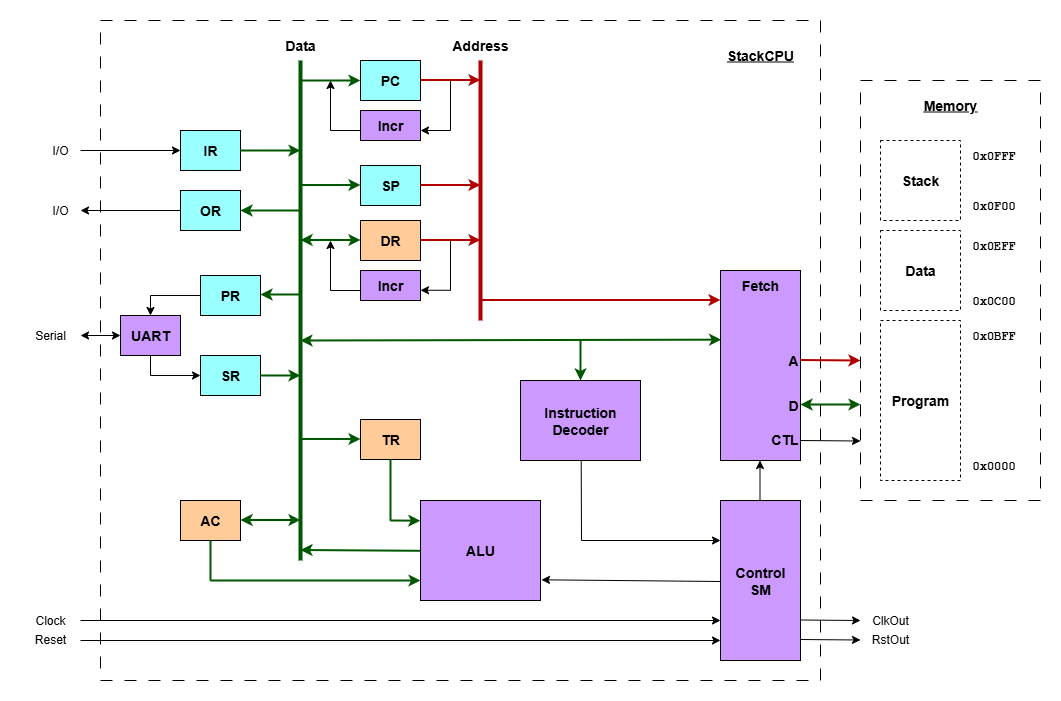 Data
Address
StackCPU
PC
Incr
I/O
IR
SP
I/O
OR
DR
Incr
PR
Serial
UART
SR
Fetch
A
D
CTL
Instruction
Decoder
TR
AC
ALU
Control
SM
Clock
Reset
ClkOut
RstOut
Memory
0x0FFF
Stack
0x0F00
0x0EFF
Data
0x0C00
0x0BFF
Program
0x0000